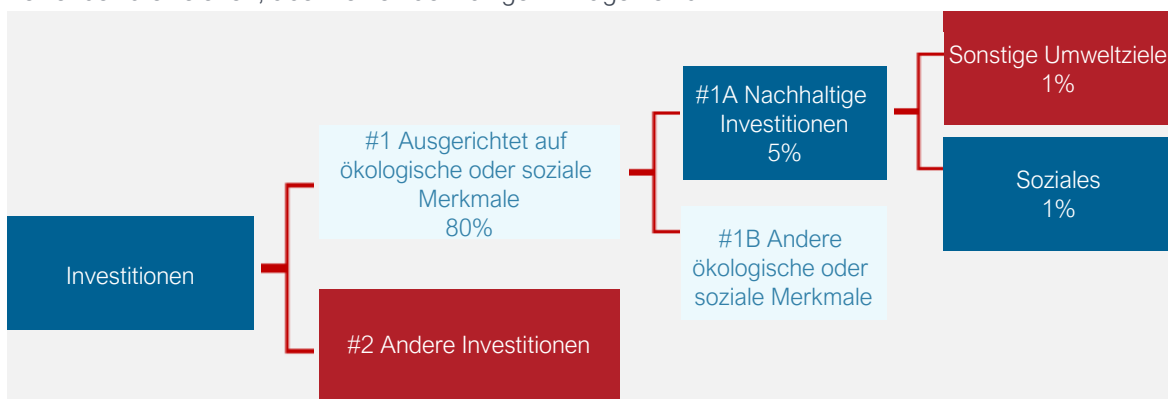 Investitionen
#1 Ausgerichtet auf
ökologische oder soziale
Merkmale
80%
#2 Andere Investitionen
#1A Nachhaltige
Investitionen
5%
#1B Andere
ökologische oder
soziale Merkmale
Sonstige Umweltziele
1%
Soziales
1%